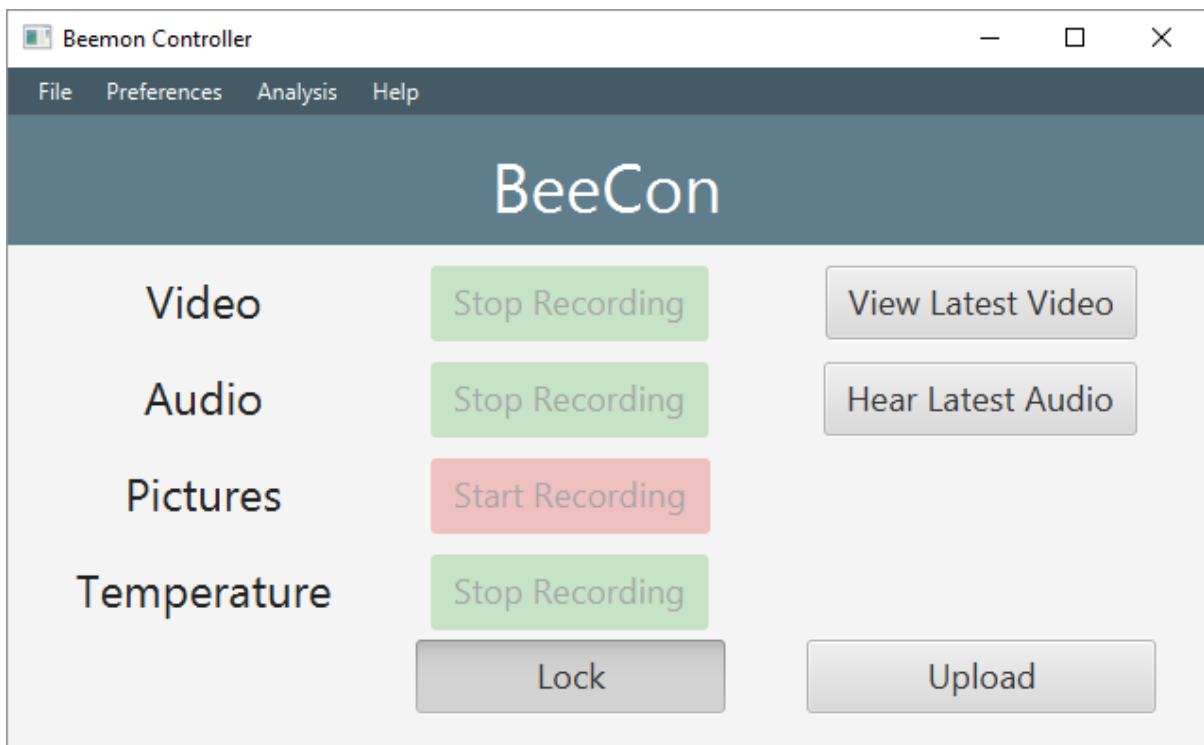 Beemon Controller
File Preferences Analysis Help
BeeCon
Video Stop Recording View Latest Video
Audio Stop Recording Hear Latest Audio
Pictures Start Recording
Temperature Stop Recording
Lock Upload